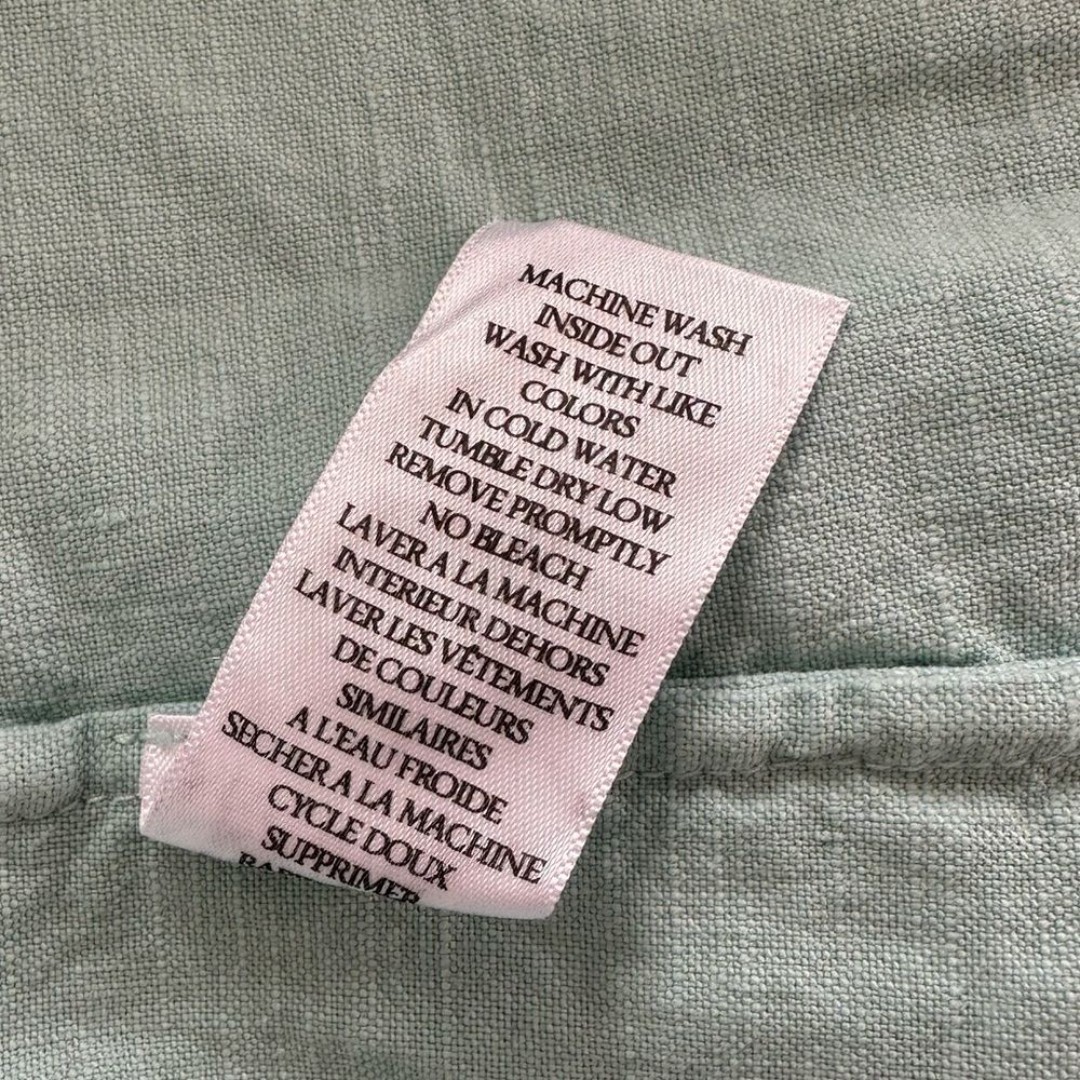 MACHINE WASH
INSIDE OUT
WASH WITH LIKE
COLORS
IN COLD WATER
TUMBLE DRY LOW
REMOVE PROMPTLY
NO BLEACH
LAVER A LA MACHINE
INTERIEUR DEHORS
LAVER LES VÊTEMENTS
DE COULEURS
SIMILAIRES
A L'EAU FROIDE
SECHER A LA MACHINE
CYCLE DOUX
SUPPRIMER